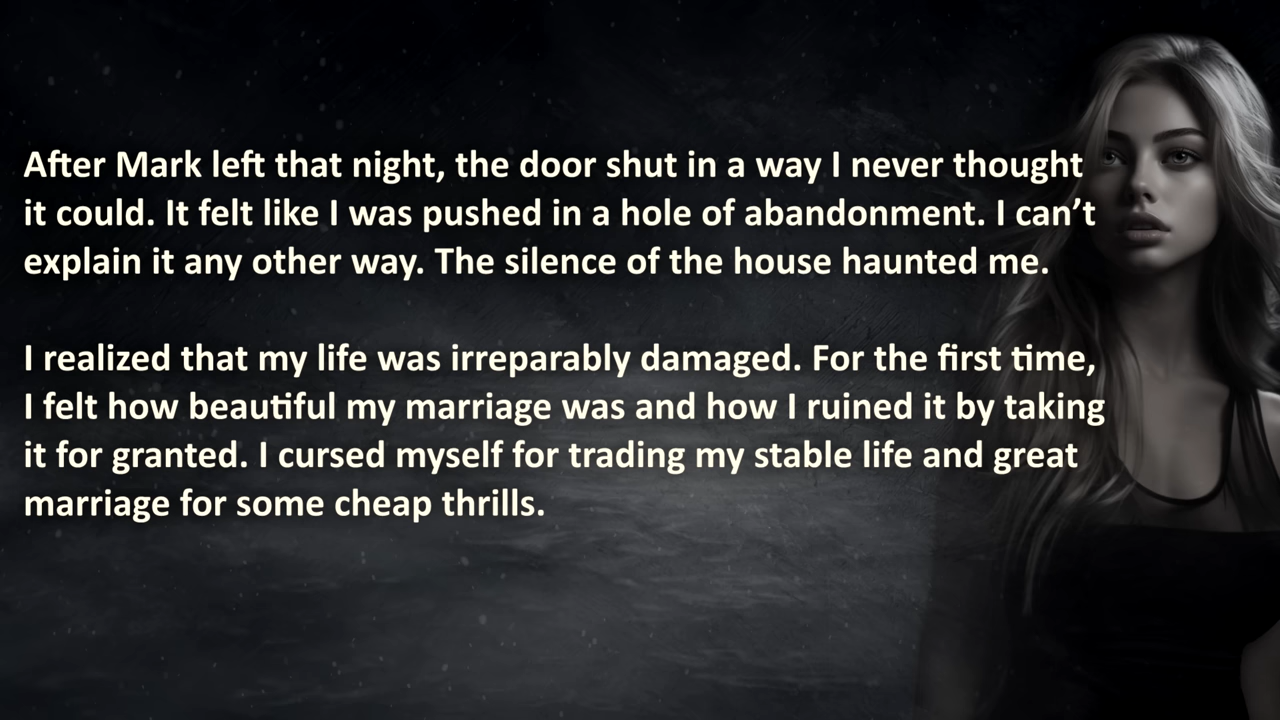 After Mark left that night, the door shut in a way I never thought
it could. It felt like I was pushed in a hole of abandonment. I can’t
explain it any other way. The silence of the house haunted me.
I realized that my life was irreparably damaged. For the first time,
I felt how beautiful my marriage was and how I ruined it by taking
it for granted. I cursed myself for trading my stable life and great
marriage for some cheap thrills.